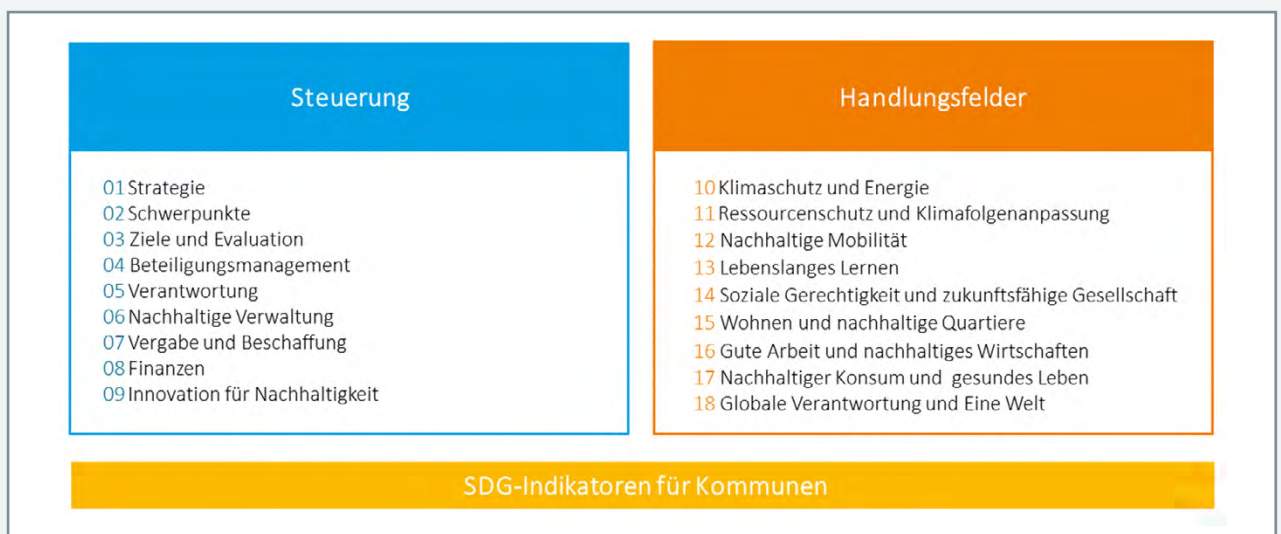 Steuerung
01 Strategie
02 Schwerpunkte
03 Ziele und Evaluation
04 Beteiligungsmanagement
05 Verantwortung
06 Nachhaltige Verwaltung
07 Vergabe und Beschaffung
08 Finanzen
09 Innovation für Nachhaltigkeit
Handlungsfelder
10 Klimaschutz und Energie
11 Ressourcenschutz und Klimafolgenanpassung
12 Nachhaltige Mobilität
13 Lebenslanges Lernen
14 Soziale Gerechtigkeit und zukunftsfähige Gesellschaft
15 Wohnen und nachhaltige Quartiere
16 Gute Arbeit und nachhaltiges Wirtschaften
17 Nachhaltiger Konsum und gesundes Leben
18 Globale Verantwortung und Eine Welt
SDG-Indikatoren für Kommunen